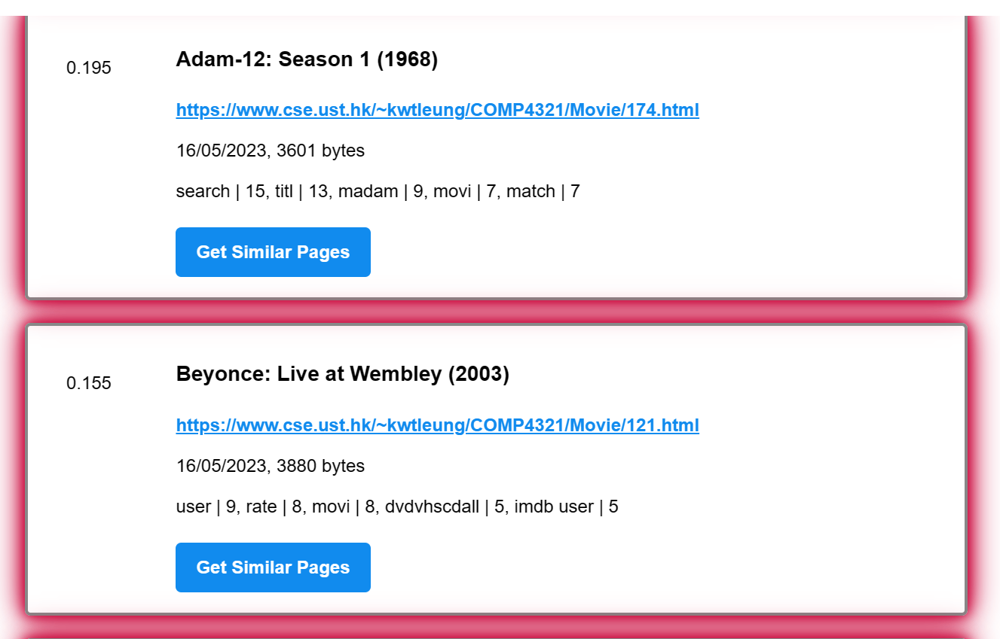 0.195
Adam-12: Season 1 (1968)
https://www.cse.ust.hk/~kwtleung/COMP4321/Movie/174.html
16/05/2023, 3601 bytes
search | 15, titl | 13, madam | 9, movi | 7, match | 7
Get Similar Pages
0.155
Beyonce: Live at Wembley (2003)
https://www.cse.ust.hk/~kwtleung/COMP4321/Movie/121.html
16/05/2023, 3880 bytes
user | 9, rate | 8, movi | 8, dvdvhscdall | 5, imdb user | 5
Get Similar Pages